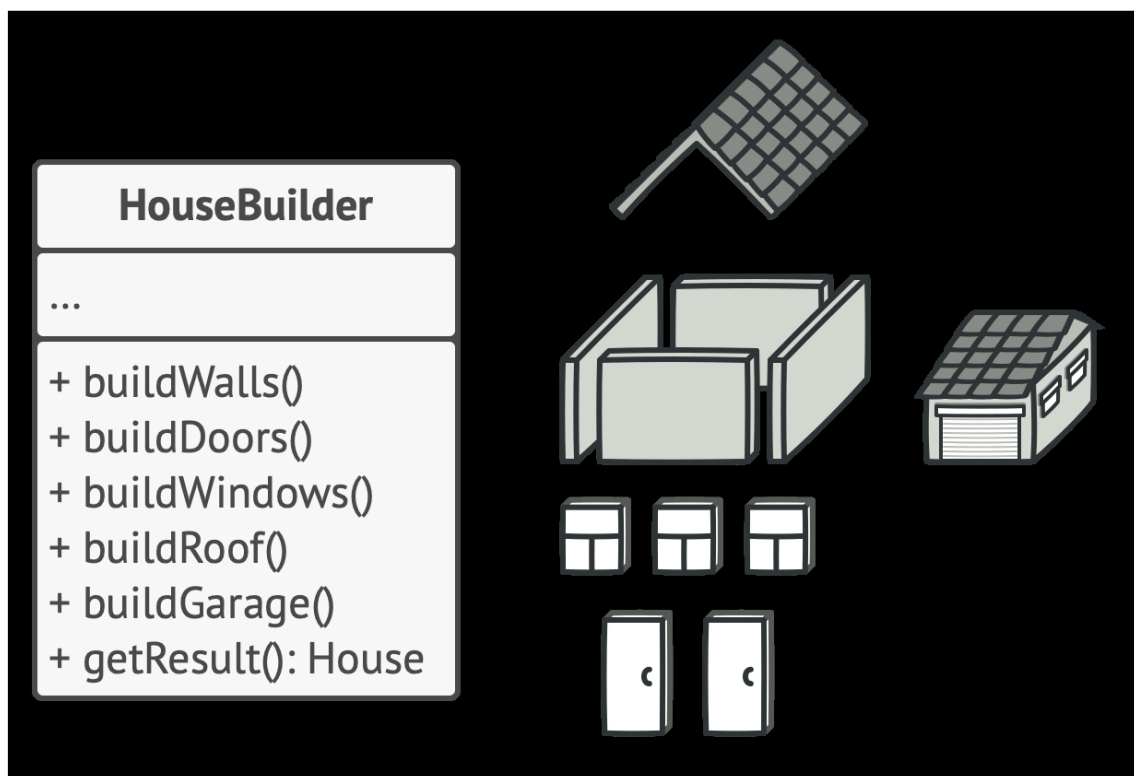 HouseBuilder
...
+ buildWalls()
+ buildDoors()
+ buildWindows()
+ buildRoof()
+ buildGarage()
+ getResult(): House